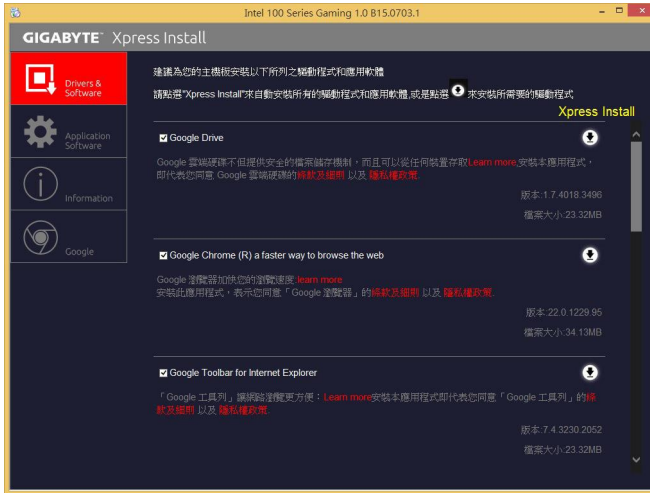 Intel 100 Series Gaming 1.0 B15.0703.1
GIGABYTE™ Xpress Install
Drivers & Software
Application Software
Information
Google
建議為您的主機板安裝以下所列之驅動程式和應用軟體
請點選"Xpress Install"來自動安裝所有的驅動程式和應用軟體,或是點選 來安裝所需要的驅動程式
Xpress Install
Google Drive
Google 雲端硬碟不但提供安全的檔案儲存機制，而且可以從任何裝置存取Learn more,安裝本應用程式，
即代表您同意 Google 雲端硬碟的條款及細則 以及 隱私權政策.
版本:1.7.4018.3496
檔案大小:23.32MB
Google Chrome (R) a faster way to browse the web
Google 瀏覽器加快您的瀏覽速度:learn more
安裝此應用程式，表示您同意「Google 瀏覽器」的條款及細則 以及 隱私權政策.
版本:22.0.1229.95
檔案大小:34.13MB
Google Toolbar for Internet Explorer
「Google 工具列」讓網路瀏覽更方便：Learn more安裝本應用程式即代表您同意「Google 工具列」的條
款及細則 以及 隱私權政策.
版本:7.4.3230.2052
檔案大小:23.32MB